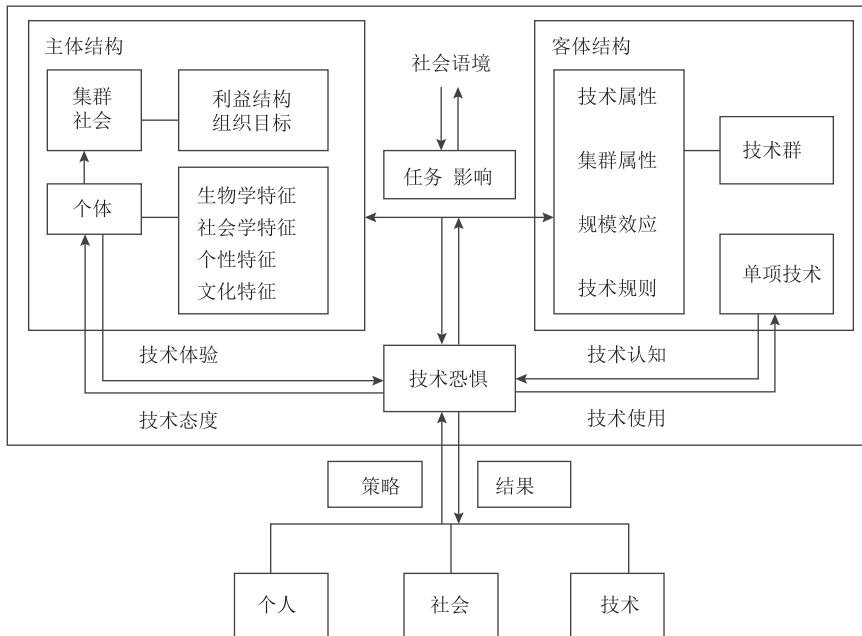 主体结构
集群
社会
利益结构
组织目标
个体
生物学特征
社会学特征
个性特征
文化特征
社会语境
任务 影响
客体结构
技术属性
集群属性
规模效应
技术规则
技术群
单项技术
技术体验
技术认知
技术恐惧
技术态度
技术使用
策略
结果
个人
社会
技术